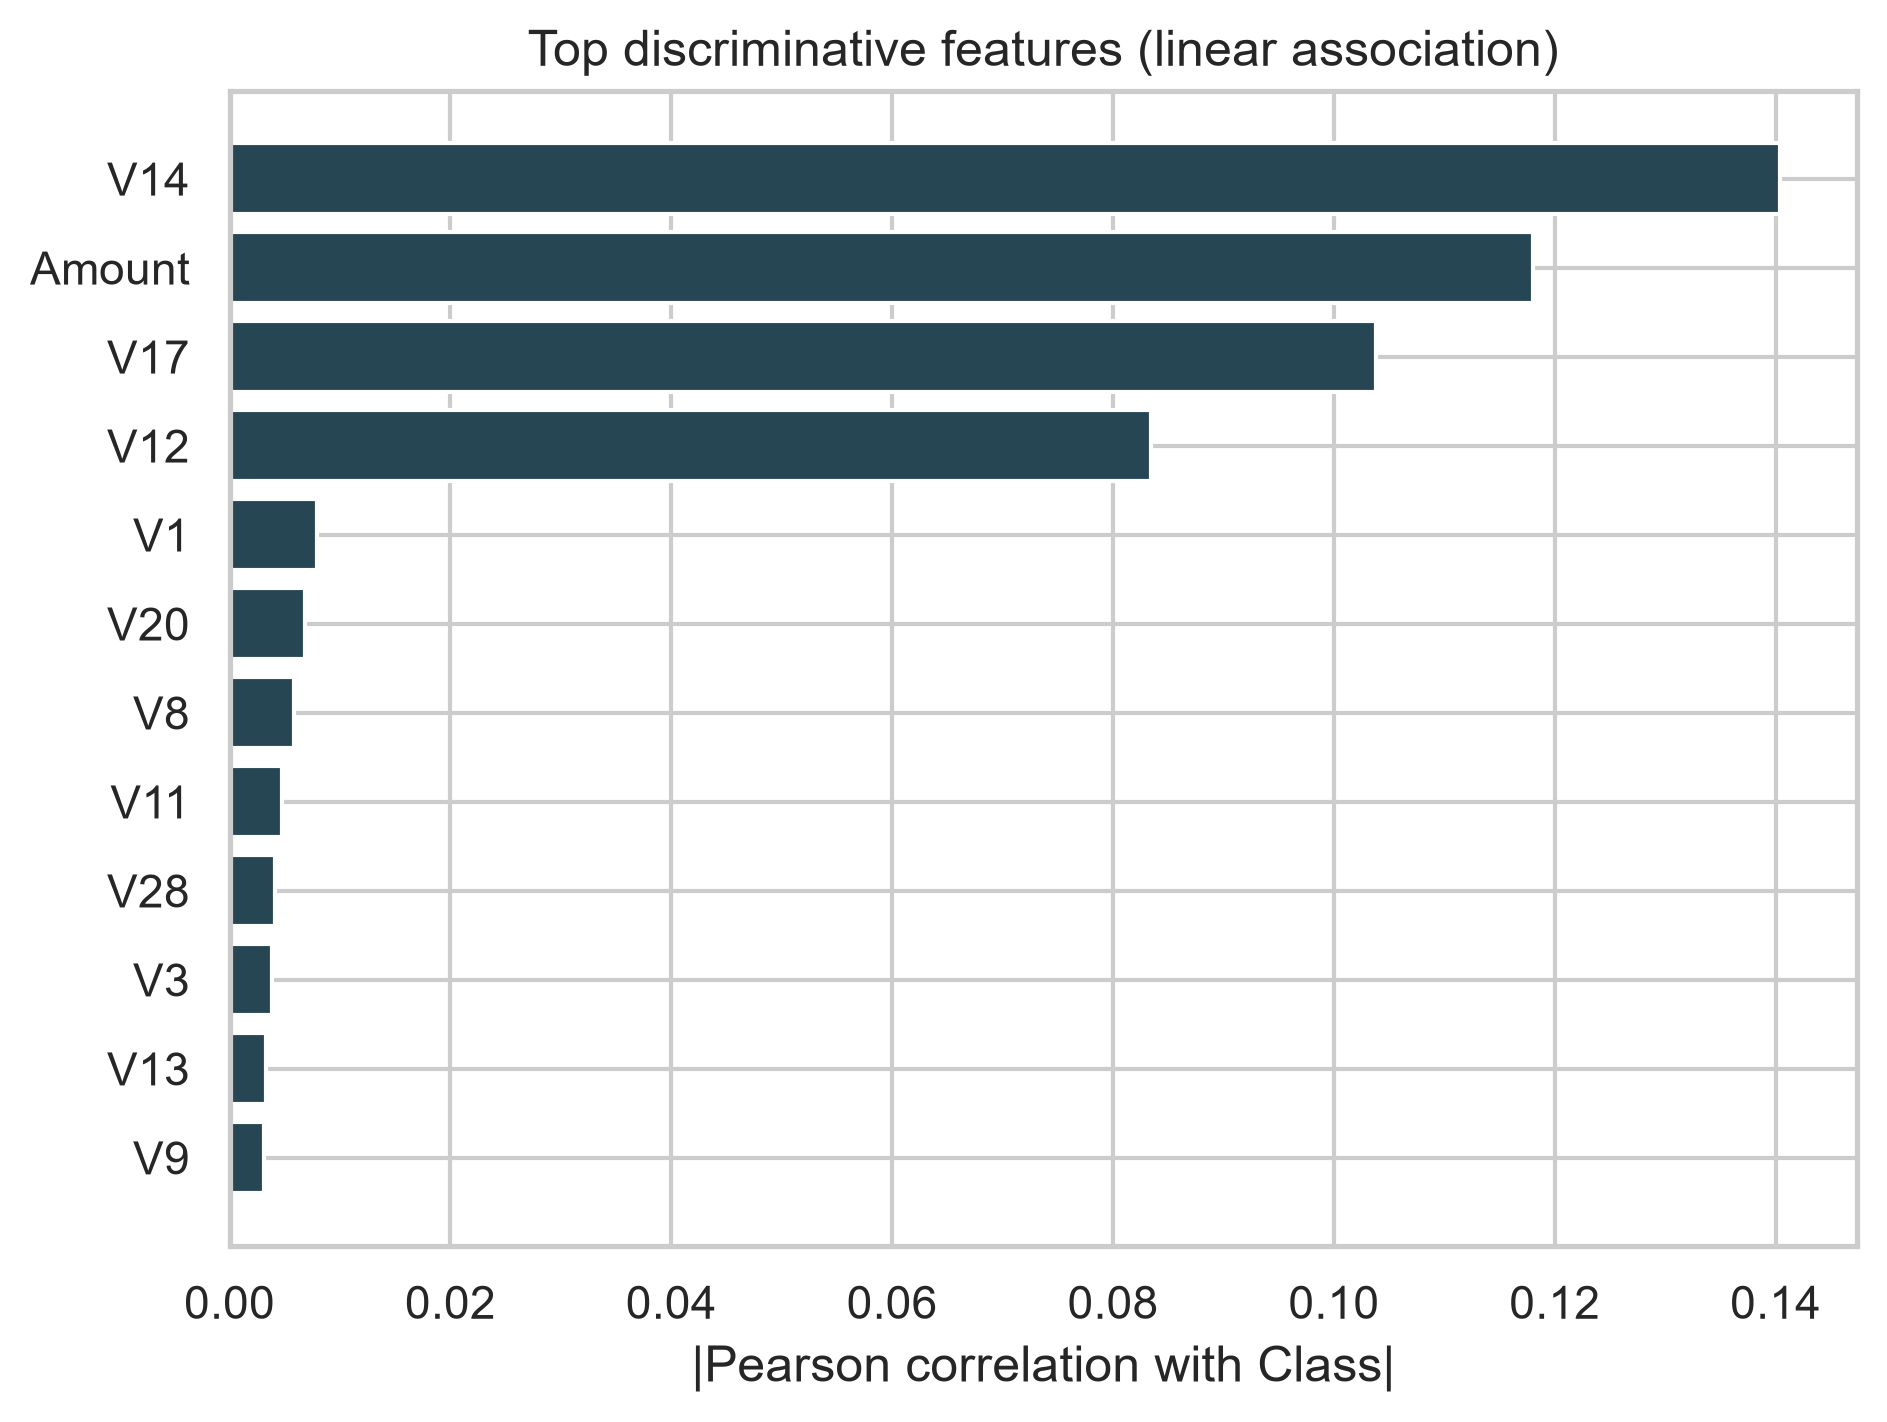 Top discriminative features (linear association)
V14
Amount
V17
V12
V1
V20
V8
V11
V28
V3
V13
V9
0.00 0.02 0.04 0.06 0.08 0.10 0.12 0.14
|Pearson correlation with Class|